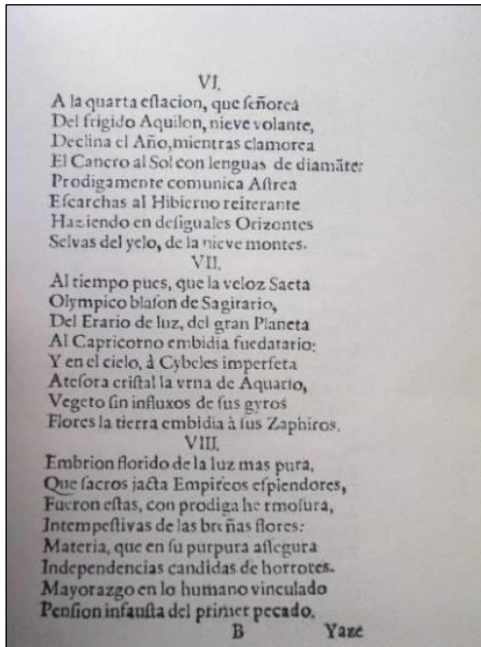 VI.
A la quarta eſtacion, que ſeñorea
Del frigido Aquilon, nieve volante,
Declina el Año,mientras clamorea
El Cancro al Sol con lenguas de diamãte:
Prodigamente comunica Aſtrea
Eſcarchas al Hibierno reiterante
Haziendo en deſiguales Orizontes
Selvas del yelo, de la nieve montes.
VII.
Al tiempo pues, que la veloz Saeta
Olympico blaſon de Sagitario,
Del Erario de luz, del gran Planeta
Al Capricorno embidia fuedatario:
Y en el cielo, à Cybeles imperfeta
Ateſora criſtal la vrna de Aquario,
Vegeto ſin influxos de ſus gyros
Flores la tierra embidia à ſus Zaphiros.
VIII.
Embrion florido de la luz mas pura,
Que ſacros jacta Empireos eſplendores,
Fueron eſtas, con prodiga he rmoſura,
Intempeſtivas de las breñas flores:
Materia, que en ſu purpura aſſegura
Independencias candidas de horrores.
Mayorazgo en lo humano vinculado
Penſion infauſta del primer pecado.
B Yaze